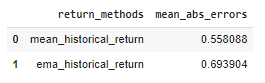 return_methods mean_abs_errors
0 mean_historical_return 0.558088
1 ema_historical_return 0.693904